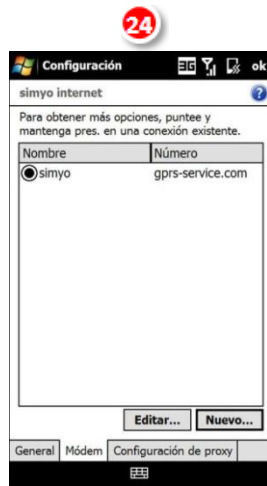 24
Configuración 3G ok
simyo internet ?
Para obtener más opciones, puntee y
mantenga pres. en una conexión existente.
Nombre Número
simyo gprs-service.com
Editar... Nuevo...
General Módem Configuración de proxy